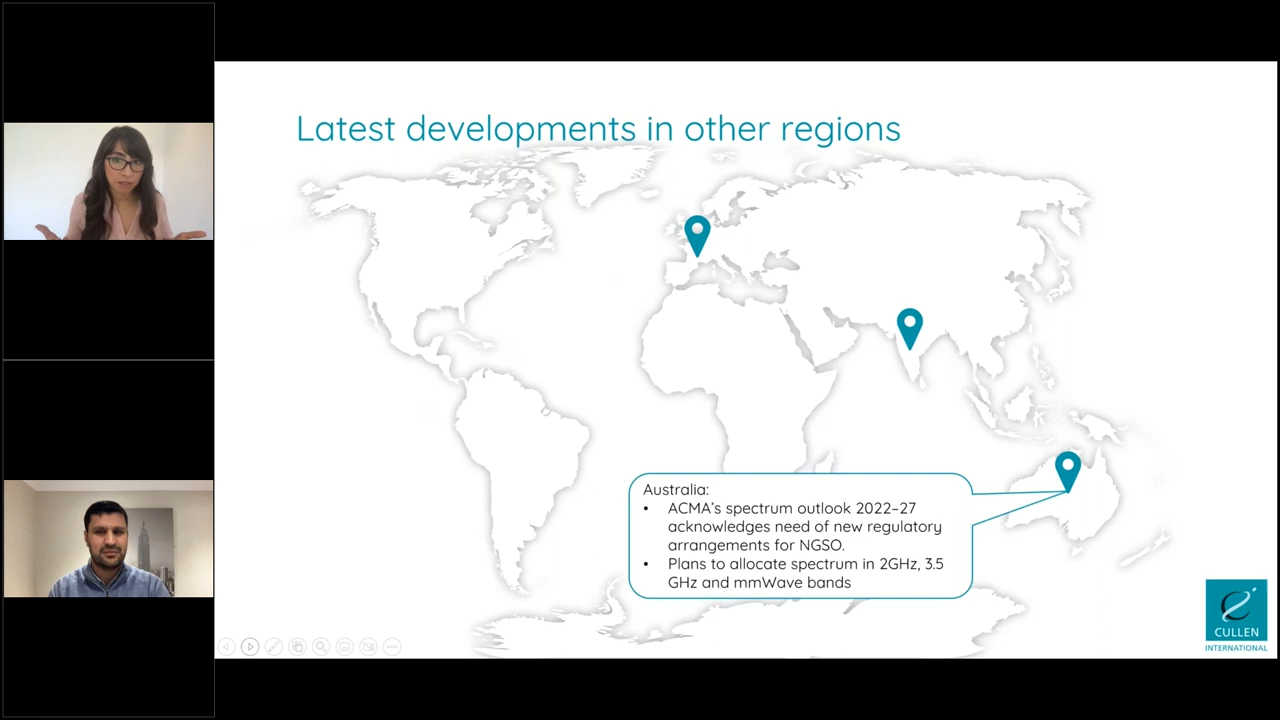 Latest developments in other regions
Australia:
• ACMA's spectrum outlook 2022–27
acknowledges need of new regulatory
arrangements for NGSO.
• Plans to allocate spectrum in 2GHz, 3.5
GHz and mmWave bands
CULLEN
INTERNATIONAL